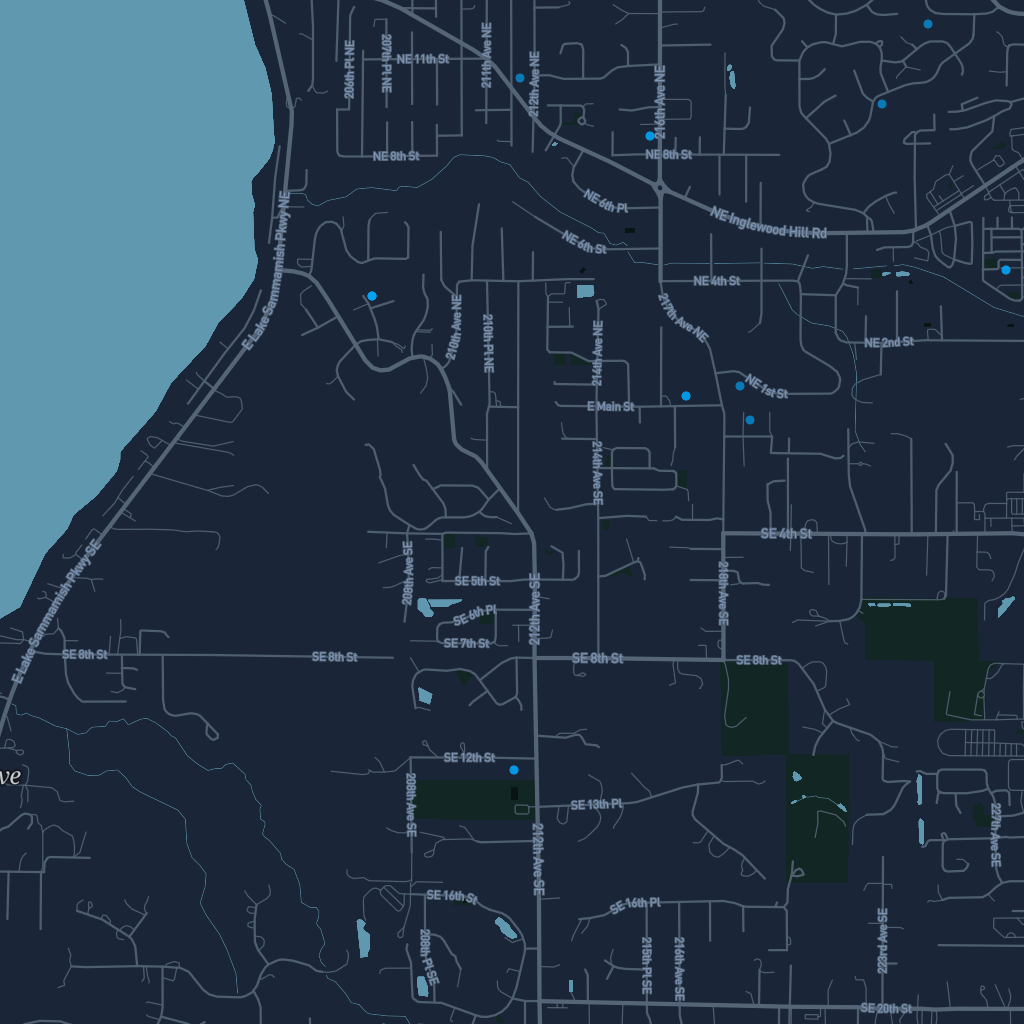 206th Pl NE
207th Pl NE
211th Ave NE
212th Ave NE
216th Ave NE
NE 11th St
NE 8th St
NE 8th St
NE 6th Pl
NE Inglewood Hill Rd
NE 6th St
E Lake Sammamish Pkwy NE
NE 4th St
217th Ave NE
210th Ave NE
210th Pl NE
214th Ave NE
NE 2nd St
NE 1st St
E Main St
214th Ave SE
SE 4th St
208th Ave SE
SE 5th St
212th Ave SE
218th Ave SE
SE 6th Pl
SE 7th St
E Lake Sammamish Pkwy SE
SE 8th St
SE 8th St
SE 8th St
SE 8th St
SE 12th St
ve
208th Ave SE
SE 13th Pl
212th Ave SE
227th Ave SE
SE 16th St
SE 16th Pl
208th Pl SE
215th Pl SE
216th Ave SE
223rd Ave SE
SE 20th St